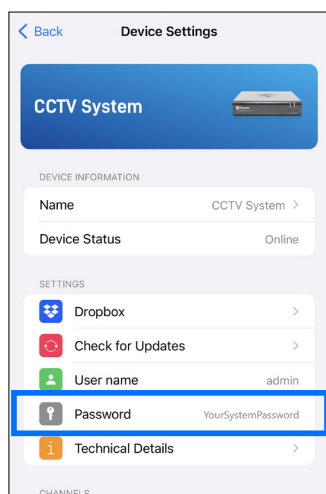 Back Device Settings
CCTV System
DEVICE INFORMATION
Name CCTV System
Device Status Online
SETTINGS
Dropbox
Check for Updates
User name admin
Password YourSystemPassword
Technical Details
CHANNELS